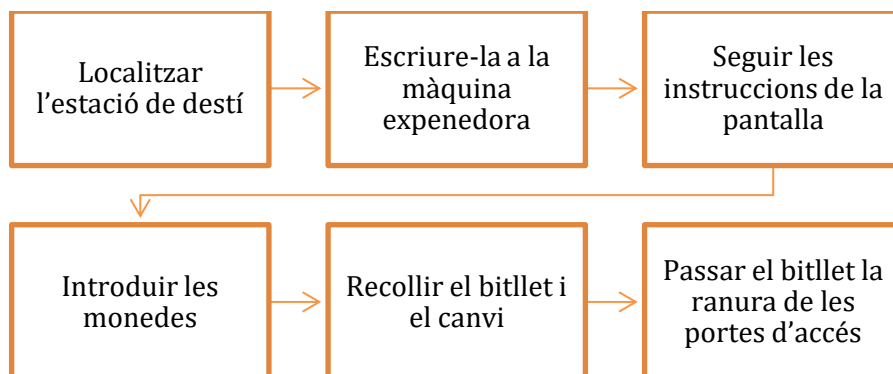 Localitzar
l’estació de destí
Escriure-la a la
màquina
expenedora
Seguir les
instruccions de la
pantalla
Introduir les
monedes
Recollir el bitllet i
el canvi
Passar el bitllet la
ranura de les
portes d’accés